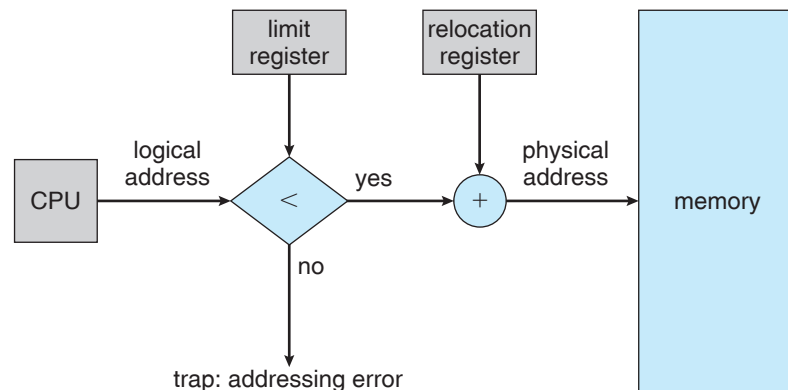 limit
register
relocation
register
logical
address
physical
address
CPU
<
yes
+
memory
no
trap: addressing error